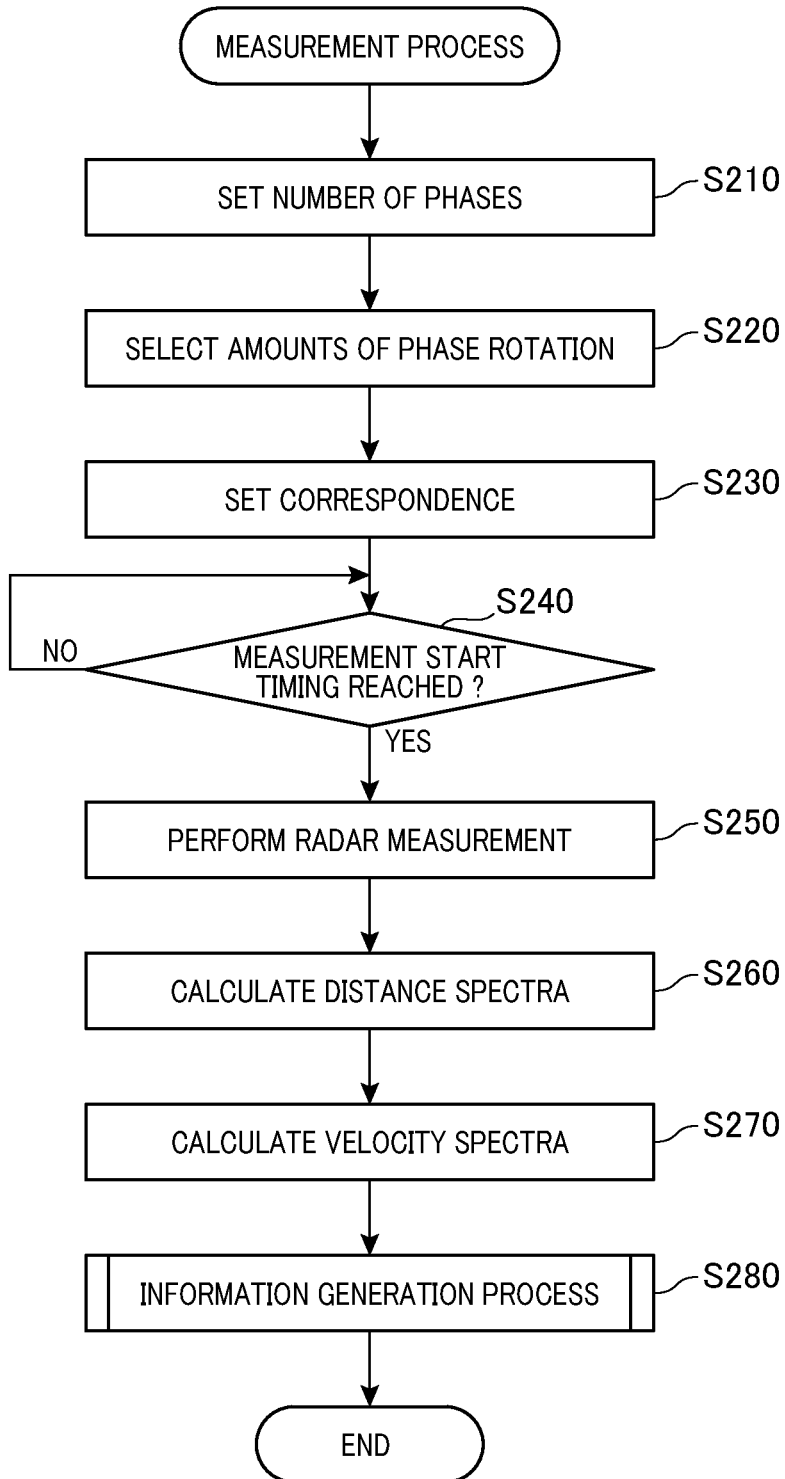 MEASUREMENT PROCESS
SET NUMBER OF PHASES
S210
SELECT AMOUNTS OF PHASE ROTATION
S220
SET CORRESPONDENCE
S230
S240
NO
MEASUREMENT START
TIMING REACHED ?
YES
PERFORM RADAR MEASUREMENT
S250
CALCULATE DISTANCE SPECTRA
S260
CALCULATE VELOCITY SPECTRA
S270
INFORMATION GENERATION PROCESS
S280
END